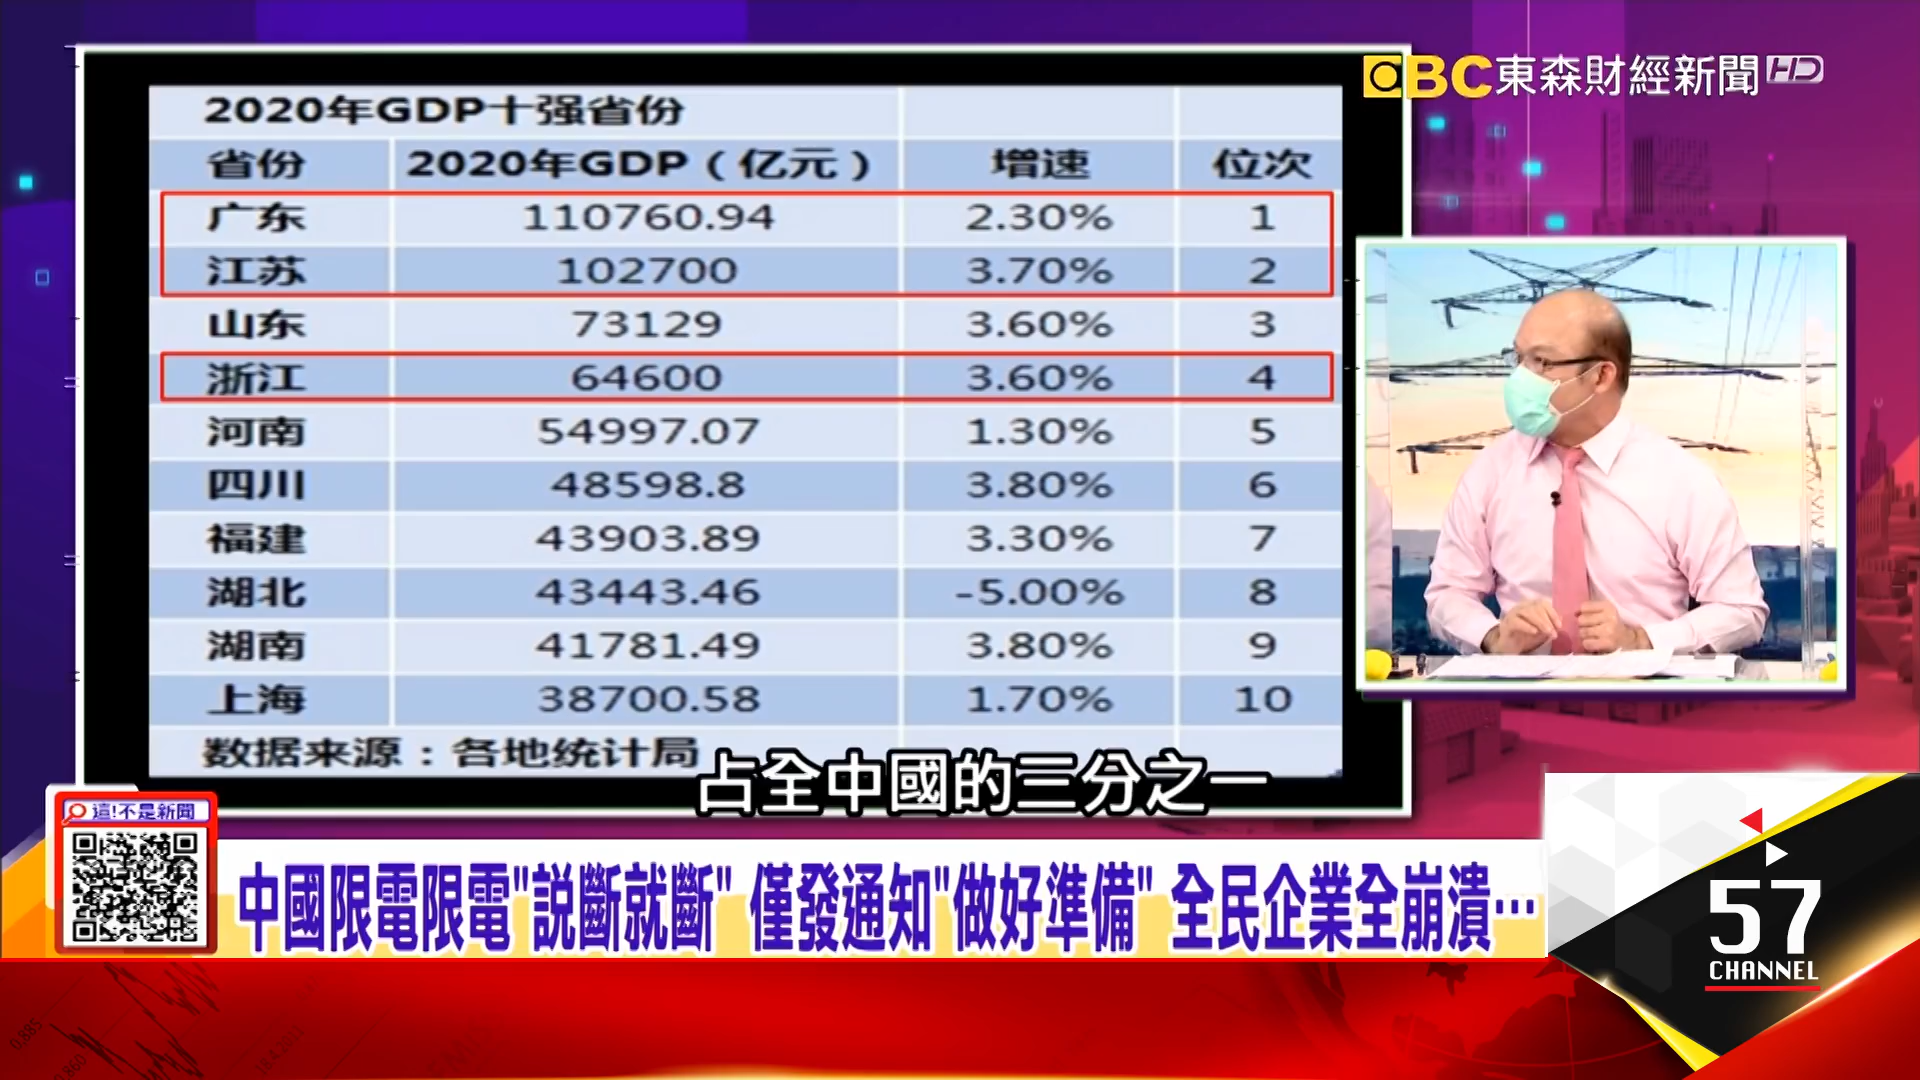 EBC東森財經新聞HD
2020年GDP十强省份
省份 2020年GDP（亿元） 增速 位次
广东 110760.94 2.30% 1
江苏 102700 3.70% 2
山东 73129 3.60% 3
浙江 64600 3.60% 4
河南 54997.07 1.30% 5
四川 48598.8 3.80% 6
福建 43903.89 3.30% 7
湖北 43443.46 -5.00% 8
湖南 41781.49 3.80% 9
上海 38700.58 1.70% 10
数据来源：各地统计局
占全中國的三分之一
這!不是新聞
中國限電限電"說斷就斷" 僅發通知"做好準備" 全民企業全崩潰…
57
CHANNEL